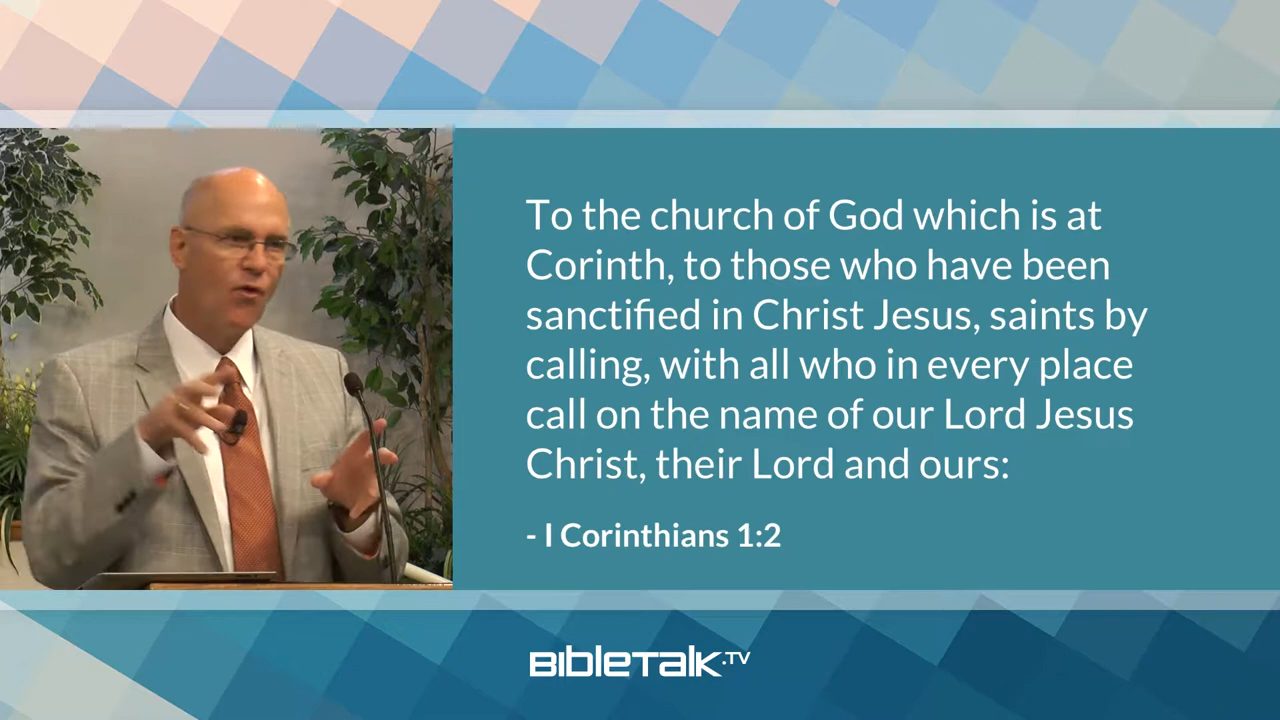 To the church of God which is at
Corinth, to those who have been
sanctified in Christ Jesus, saints by
calling, with all who in every place
call on the name of our Lord Jesus
Christ, their Lord and ours:
- I Corinthians 1:2
BIBLETALK.TV